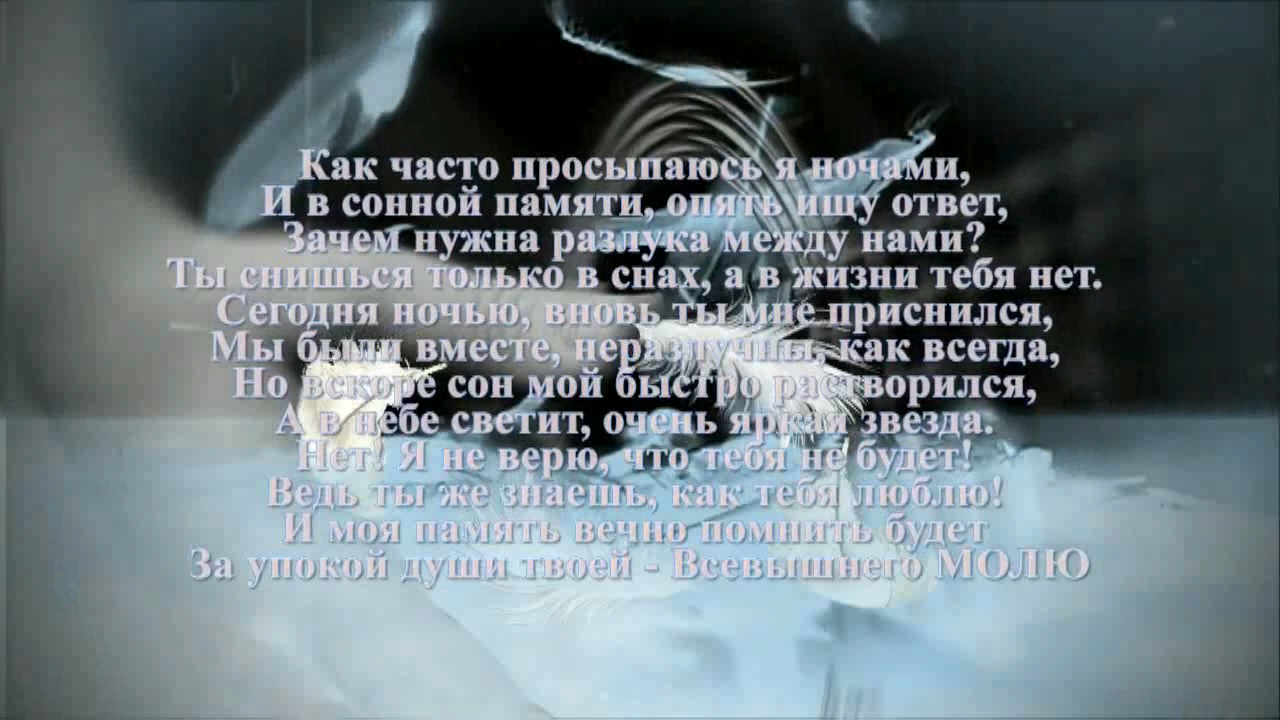 Как часто просыпаюсь я ночами,
И в сонной памяти, опять ищу ответ,
Зачем нужна разлука между нами?
Ты снишься только в снах, а в жизни тебя нет.
Сегодня ночью, вновь ты мне приснился,
Мы были вместе, неразлучны, как всегда,
Но вскоре сон мой быстро растворился,
А в небе светит, очень яркая звезда.
Нет! Я не верю, что тебя не будет!
Ведь ты же знаешь, как тебя люблю!
И моя память вечно помнить будет
За упокой души твоей - Всевышнего МОЛЮ